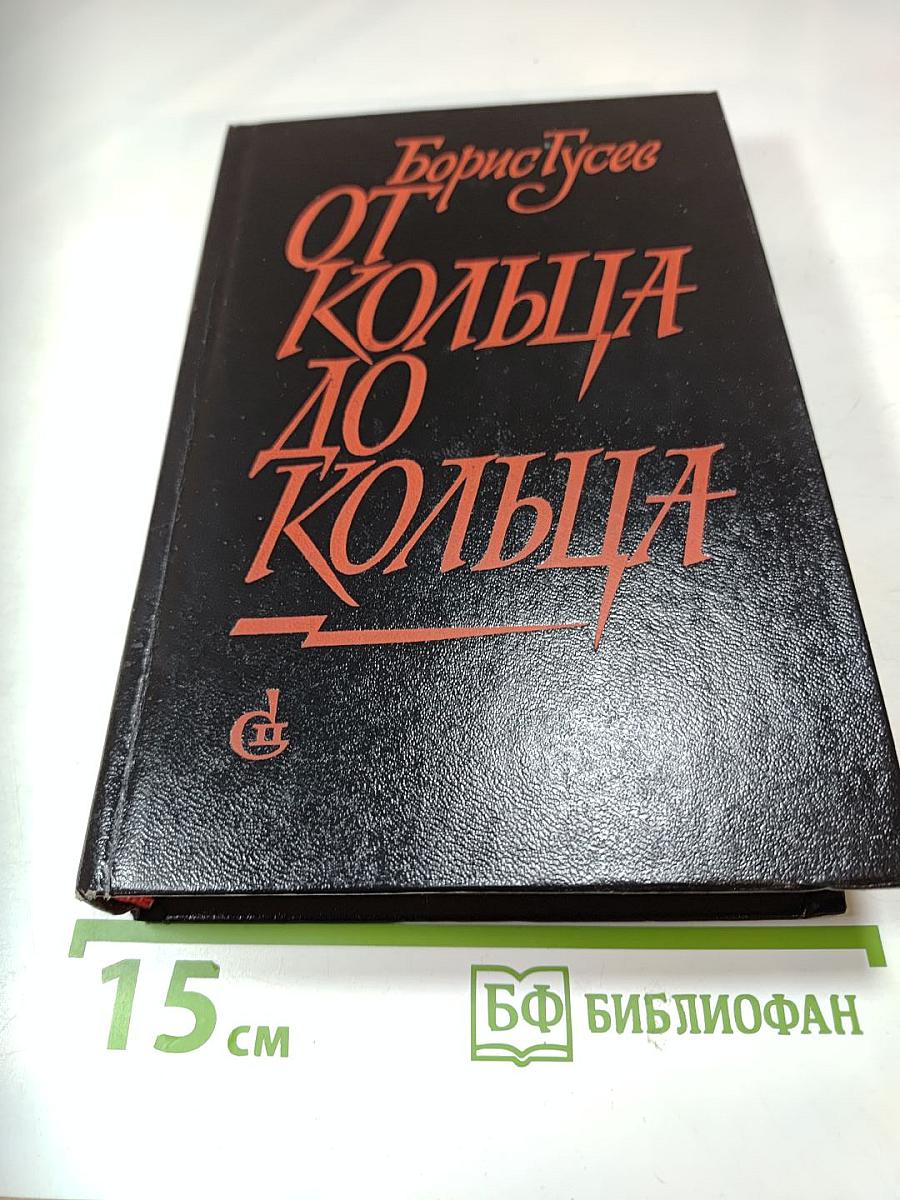 Борис Гусев
ОТ
КОЛЬЦА
ДО
КОЛЬЦА
15 см
БФ БИБЛИОФАН